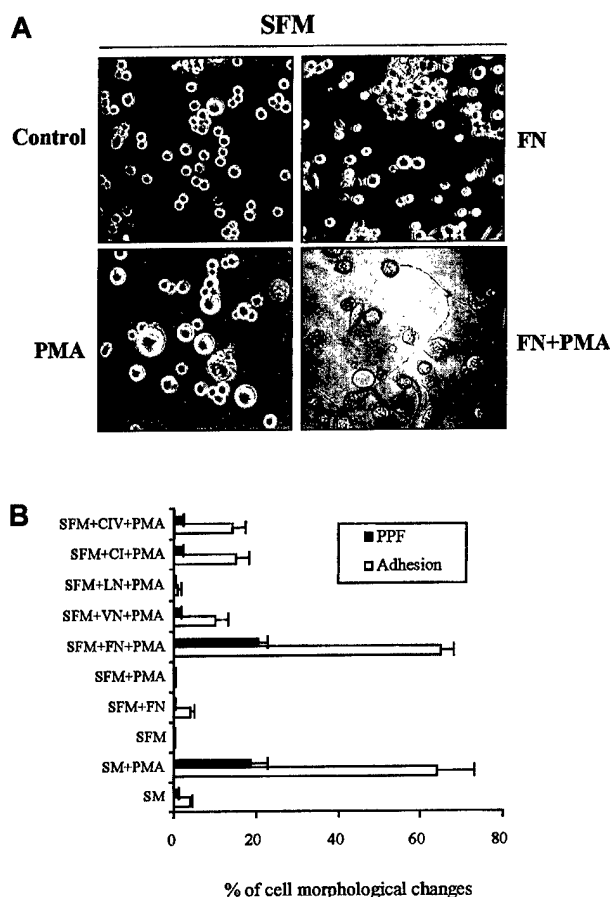 A
SFM
Control
FN
PMA
FN+PMA
B
SFM+CIV+PMA
SFM+CI+PMA
SFM+LN+PMA
SFM+VN+PMA
SFM+FN+PMA
SFM+PMA
SFM+FN
SFM
SM+PMA
SM
PPF
Adhesion
0 20 40 60 80
% of cell morphological changes